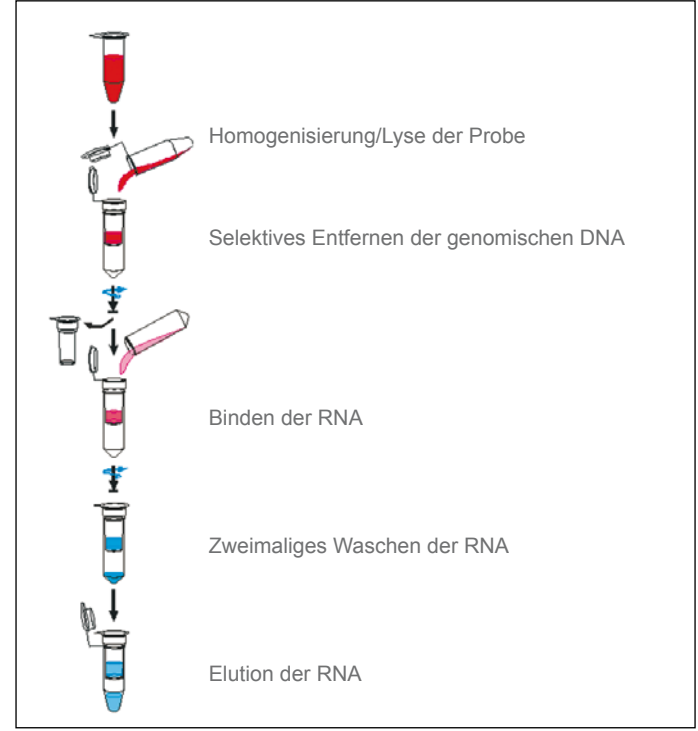 Homogenisierung/Lyse der Probe
Selektives Entfernen der genomischen DNA
Binden der RNA
Zweimaliges Waschen der RNA
Elution der RNA